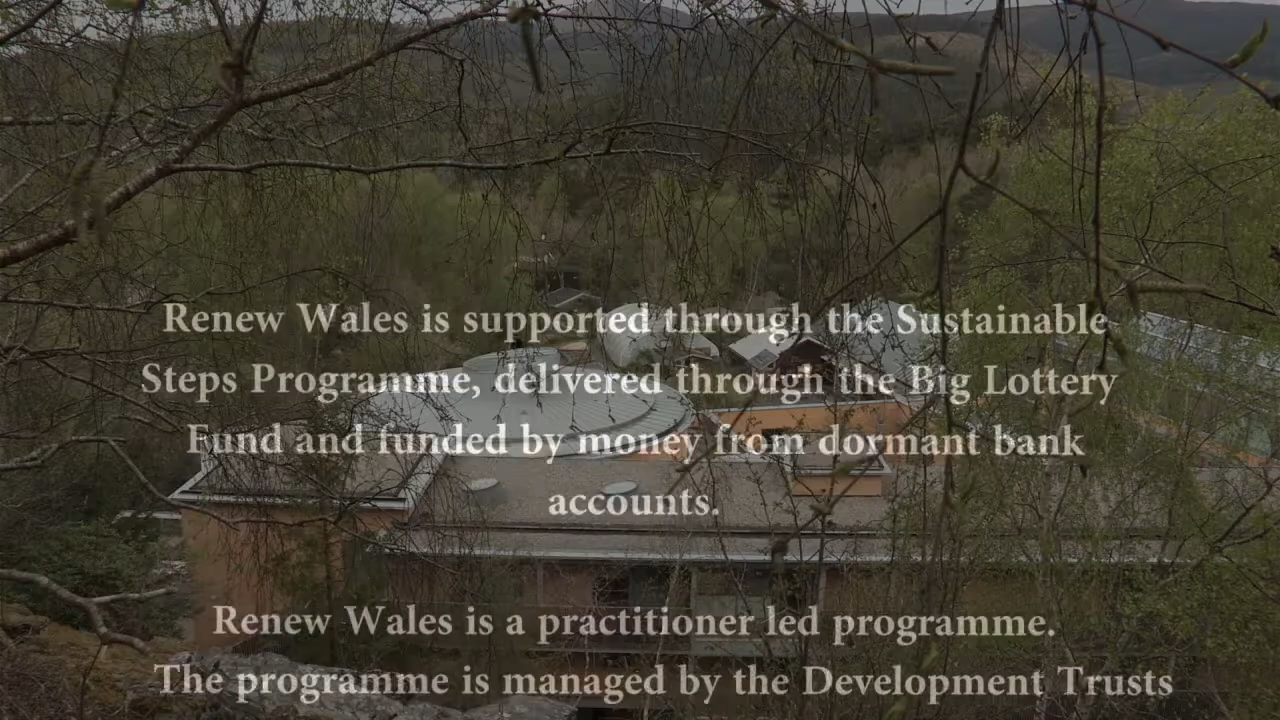 Renew Wales is supported through the Sustainable
Steps Programme, delivered through the Big Lottery
Fund and funded by money from dormant bank
accounts.
Renew Wales is a practitioner led programme.
The programme is managed by the Development Trusts